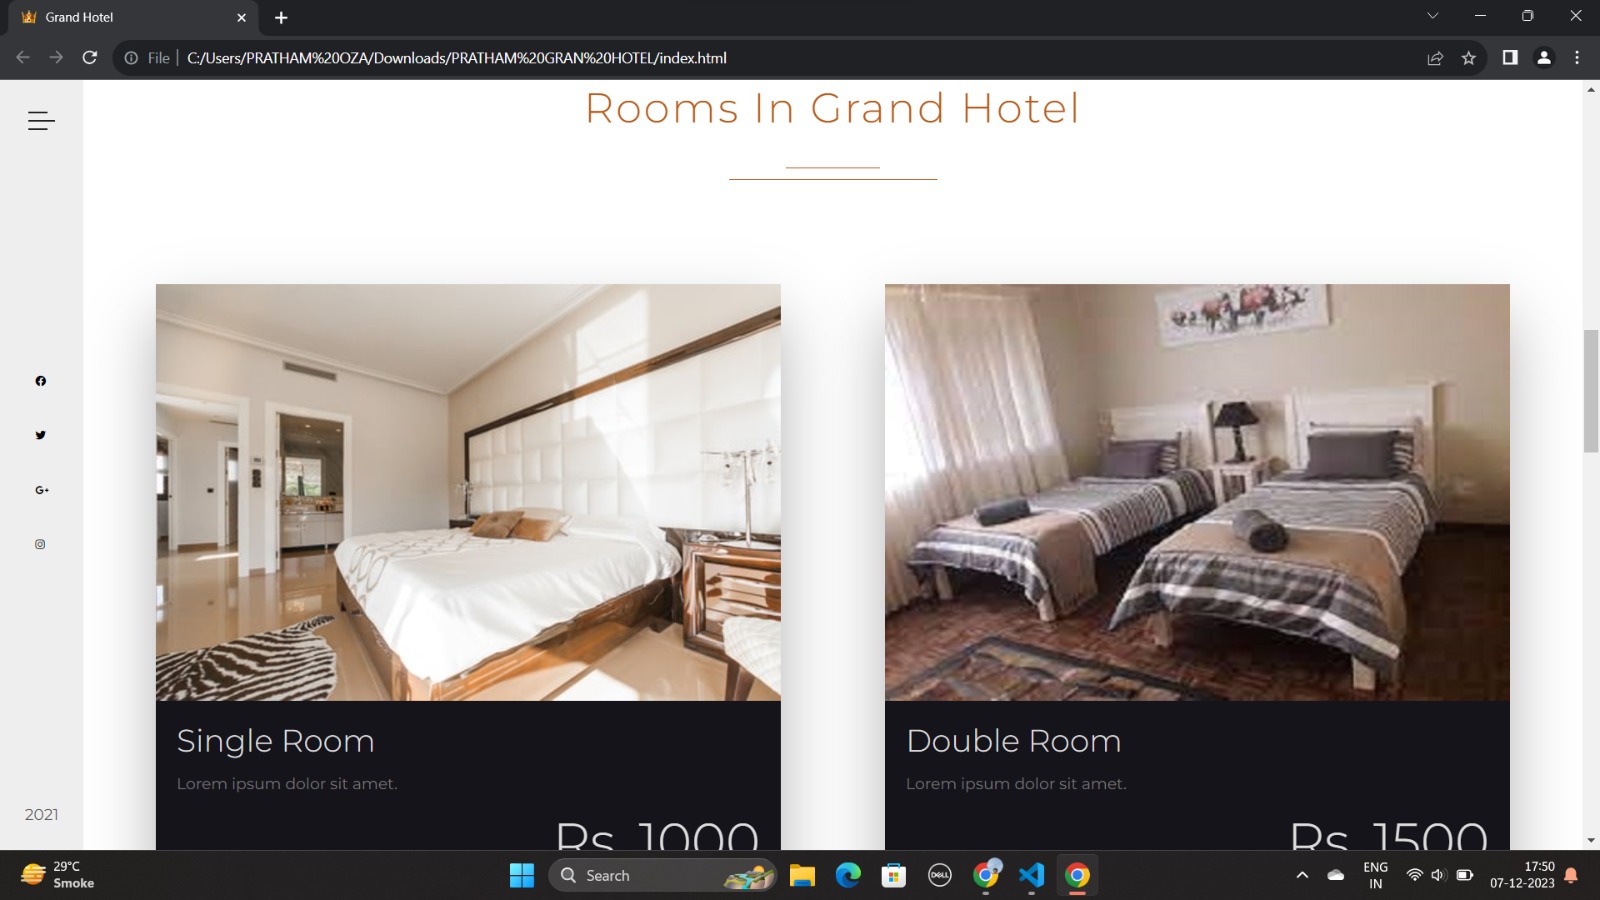 Grand Hotel
File
C:/Users/PRATHAM%20OZA/Downloads/PRATHAM%20GRAN%20HOTEL/index.html
Rooms In Grand Hotel
G+
Single Room
Lorem ipsum dolor sit amet.
Rs. 1000
Double Room
Lorem ipsum dolor sit amet.
Rs. 1500
2021
29°C
Smoke
Search
DELL
ENG
IN
17:50
07-12-2023